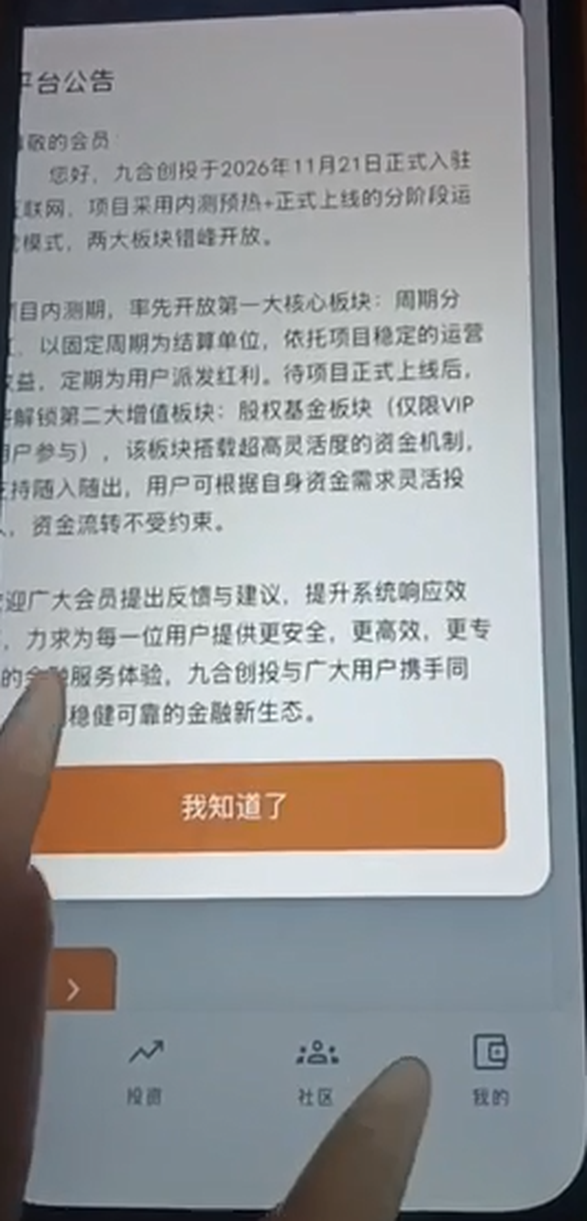 平台公告
尊敬的会员：
您好，九合创投于2026年11月21日正式入驻
互联网，项目采用内测预热+正式上线的分阶段运
营模式，两大板块错峰开放。
项目内测期，率先开放第一大核心板块：周期分
红，以固定周期为结算单位，依托项目稳定的运营
收益，定期为用户派发红利。待项目正式上线后，
将解锁第二大增值板块：股权基金板块（仅限VIP
用户参与），该板块搭载超高灵活度的资金机制，
支持随入随出，用户可根据自身资金需求灵活投
入，资金流转不受约束。
欢迎广大会员提出反馈与建议，提升系统响应效
，力求为每一位用户提供更安全，更高效，更专
的金融服务体验，九合创投与广大用户携手同
稳健可靠的金融新生态。
我知道了
投资
社区
我的